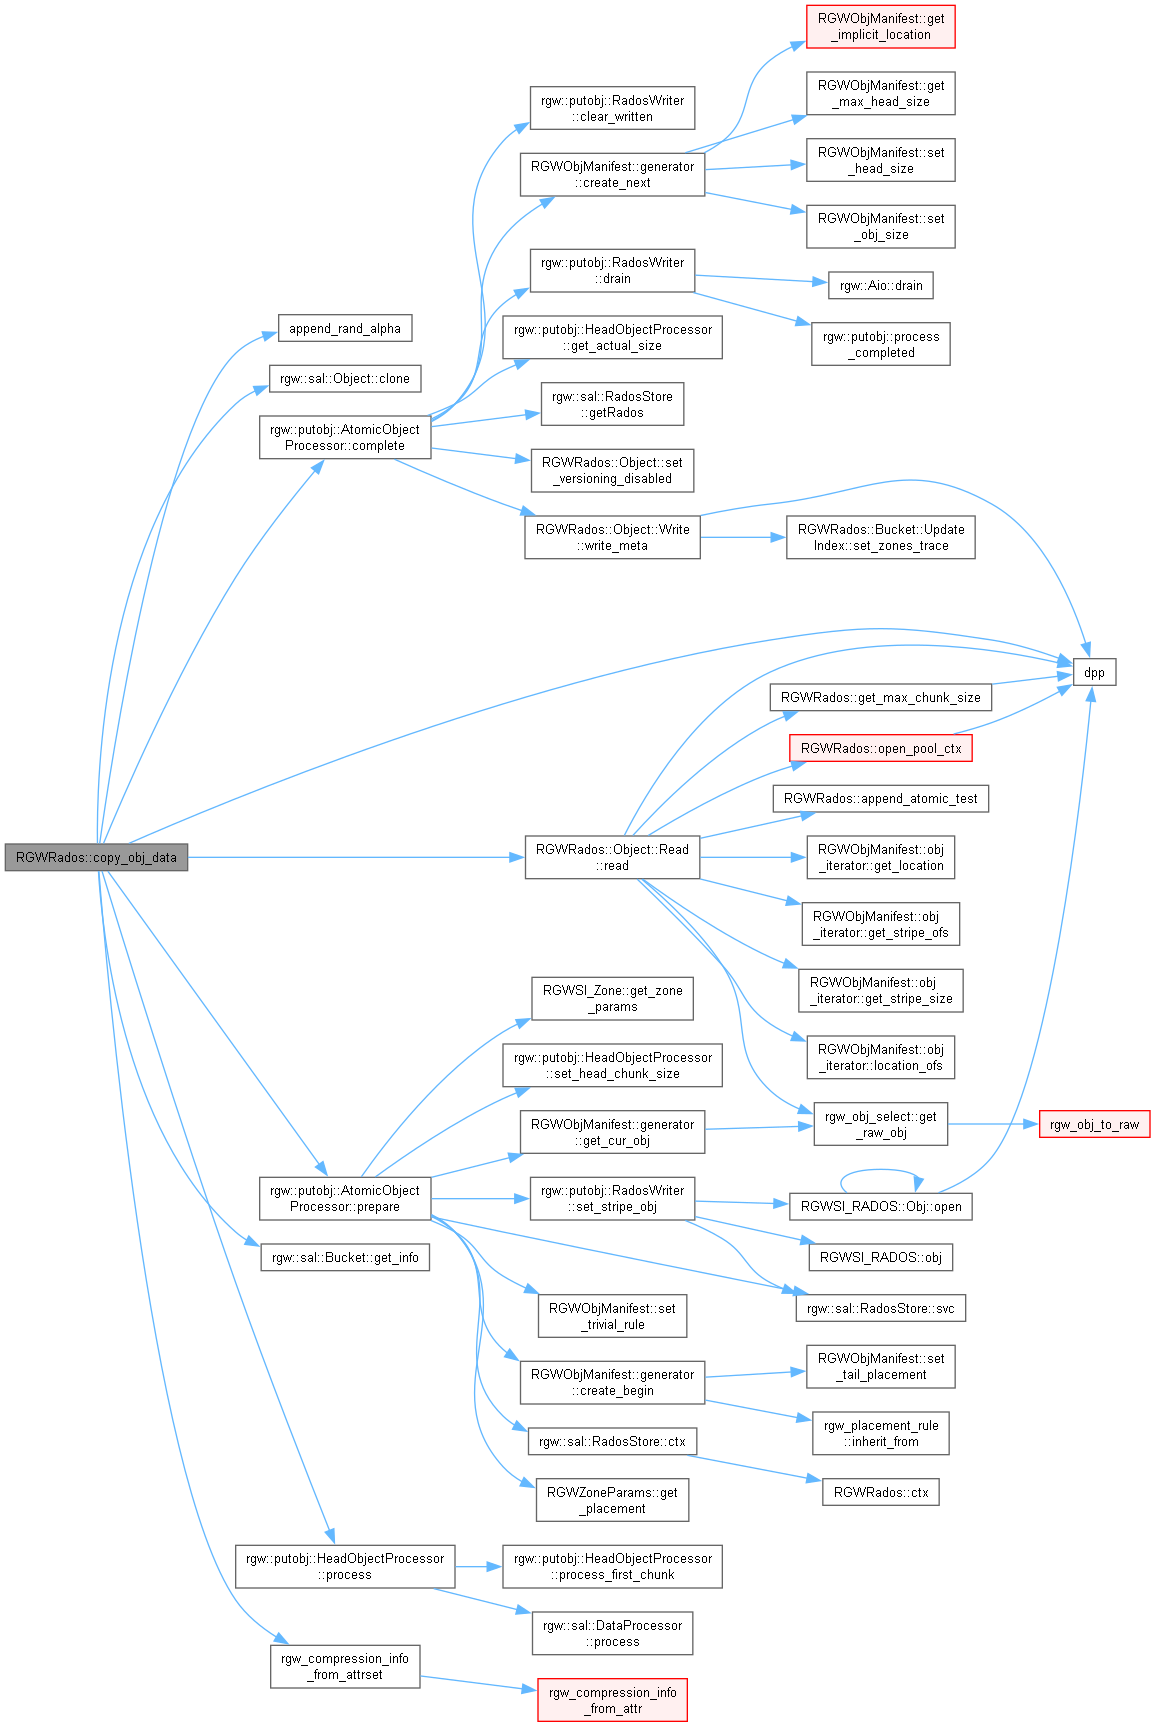 RGWObjManifest::get
_implicit_location
RGWObjManifest::get
_max_head_size
rgw::putobj::RadosWriter
::clear_written
RGWObjManifest::set
_head_size
RGWObjManifest::generator
::create_next
RGWObjManifest::set
_obj_size
rgw::putobj::RadosWriter
::drain
rgw::Aio::drain
append_rand_alpha
rgw::putobj::HeadObjectProcessor
::get_actual_size
rgw::putobj::process
_completed
rgw::sal::Object::clone
rgw::sal::RadosStore
::getRados
rgw::putobj::AtomicObject
Processor::complete
RGWRados::Object::set
_versioning_disabled
RGWRados::Object::Write
::write_meta
RGWRados::Bucket::Update
Index::set_zones_trace
dpp
RGWRados::get_max_chunk_size
RGWRados::open_pool_ctx
RGWRados::append_atomic_test
RGWRados::copy_obj_data
RGWRados::Object::Read
::read
RGWObjManifest::obj
_iterator::get_location
RGWObjManifest::obj
_iterator::get_stripe_ofs
RGWObjManifest::obj
_iterator::get_stripe_size
RGWSI_Zone::get_zone
_params
rgw::putobj::HeadObjectProcessor
::set_head_chunk_size
RGWObjManifest::obj
_iterator::location_ofs
RGWObjManifest::generator
::get_cur_obj
rgw_obj_select::get
_raw_obj
rgw_obj_to_raw
rgw::putobj::AtomicObject
Processor::prepare
rgw::putobj::RadosWriter
::set_stripe_obj
RGWSI_RADOS::Obj::open
rgw::sal::Bucket::get_info
RGWSI_RADOS::obj
RGWObjManifest::set
_trivial_rule
rgw::sal::RadosStore::svc
RGWObjManifest::generator
::create_begin
RGWObjManifest::set
_tail_placement
rgw::sal::RadosStore::ctx
rgw_placement_rule
::inherit_from
RGWZoneParams::get
_placement
RGWRados::ctx
rgw::putobj::HeadObjectProcessor
::process
rgw::putobj::HeadObjectProcessor
::process_first_chunk
rgw::sal::DataProcessor
::process
rgw_compression_info
_from_attrset
rgw_compression_info
_from_attr